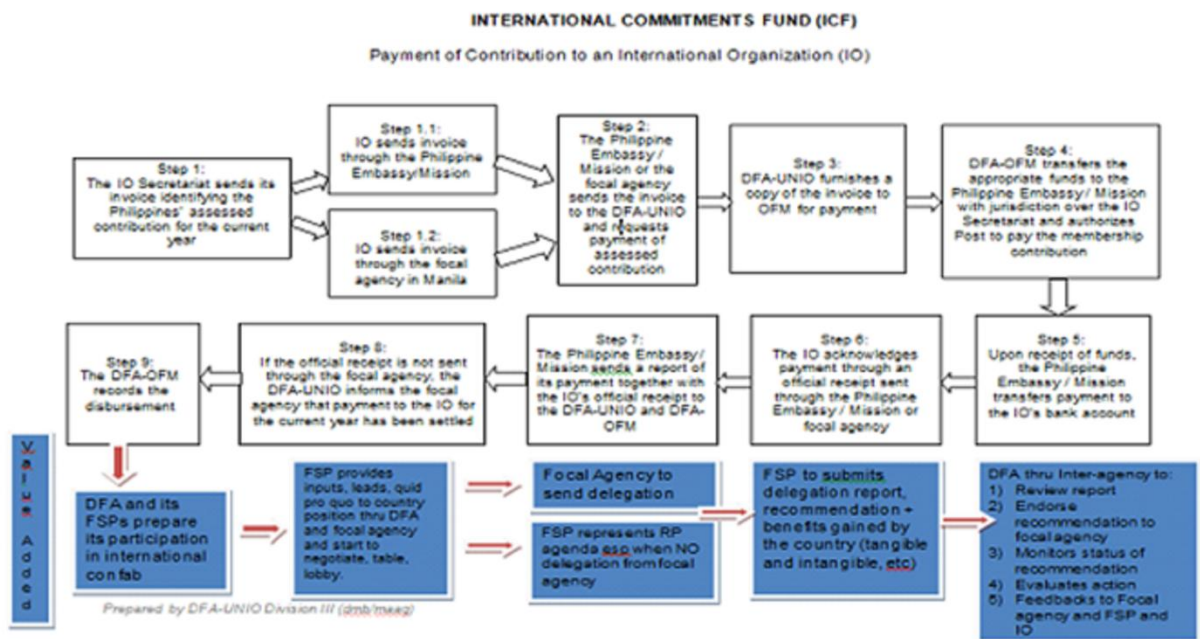 INTERNATIONAL COMMITMENTS FUND (ICF)
Payment of Contribution to an International Organization (IO)
Step 1:
The IO Secretariat sends its
invoice identifying the
Philippines' assessed
contribution for the current
year
Step 1.1:
IO sends invoice
through the Philippine
Embassy/Mission
Step 1.2:
IO sends invoice
through the focal
agency in Manila
Step 2:
The Philippine
Embassy /
Mission or the
focal agency
sends the invoice
to the DFA-UNIO
and requests
payment of
assessed
contribution
Step 3:
DFA-UNIO furnishes a
copy of the invoice to
OFM for payment
Step 4:
DFA-OFM transfers the
appropriate funds to the
Philippine Embassy / Mission
with jurisdiction over the IO
Secretariat and authorizes
Post to pay the membership
contribution
Step 5:
Upon receipt of funds,
the Philippine
Embassy / Mission
transfers payment to
the IO's bank account
Step 6:
The IO acknowledges
payment through an
official receipt sent
through the Philippine
Embassy / Mission or
focal agency
Step 7:
The Philippine Embassy/
Mission sends a report of
its payment together with
the IO's official receipt to
the DFA-UNIO and DFA-
OFM
Step 8:
If the official receipt is not sent
through the focal agency, the
DFA-UNIO informs the focal
agency that payment to the IO for
the current year has been settled
Step 9:
The DFA-OFM
records the
disbursement
Value Added
DFA and its
FSPs prepare
its participation
in international
confab
FSP provides
inputs, leads, quid
pro quo to country
position thru DFA
and focal agency
and start to
negotiate, table,
lobby.
Focal Agency to
send delegation
FSP represents RP
agenda esp when NO
delegation from focal
agency
FSP to submits
delegation report,
recommendation +
benefits gained by
the country (tangible
and intangible, etc)
DFA thru Inter-agency to:
1) Review report
2) Endorse
recommendation to
focal agency
3) Monitors status of
recommendation
4) Evaluates action
5) Feedbacks to Focal
agency and FSP and
IO
Prepared by DFA-UNIO Division III (dmb/maag)